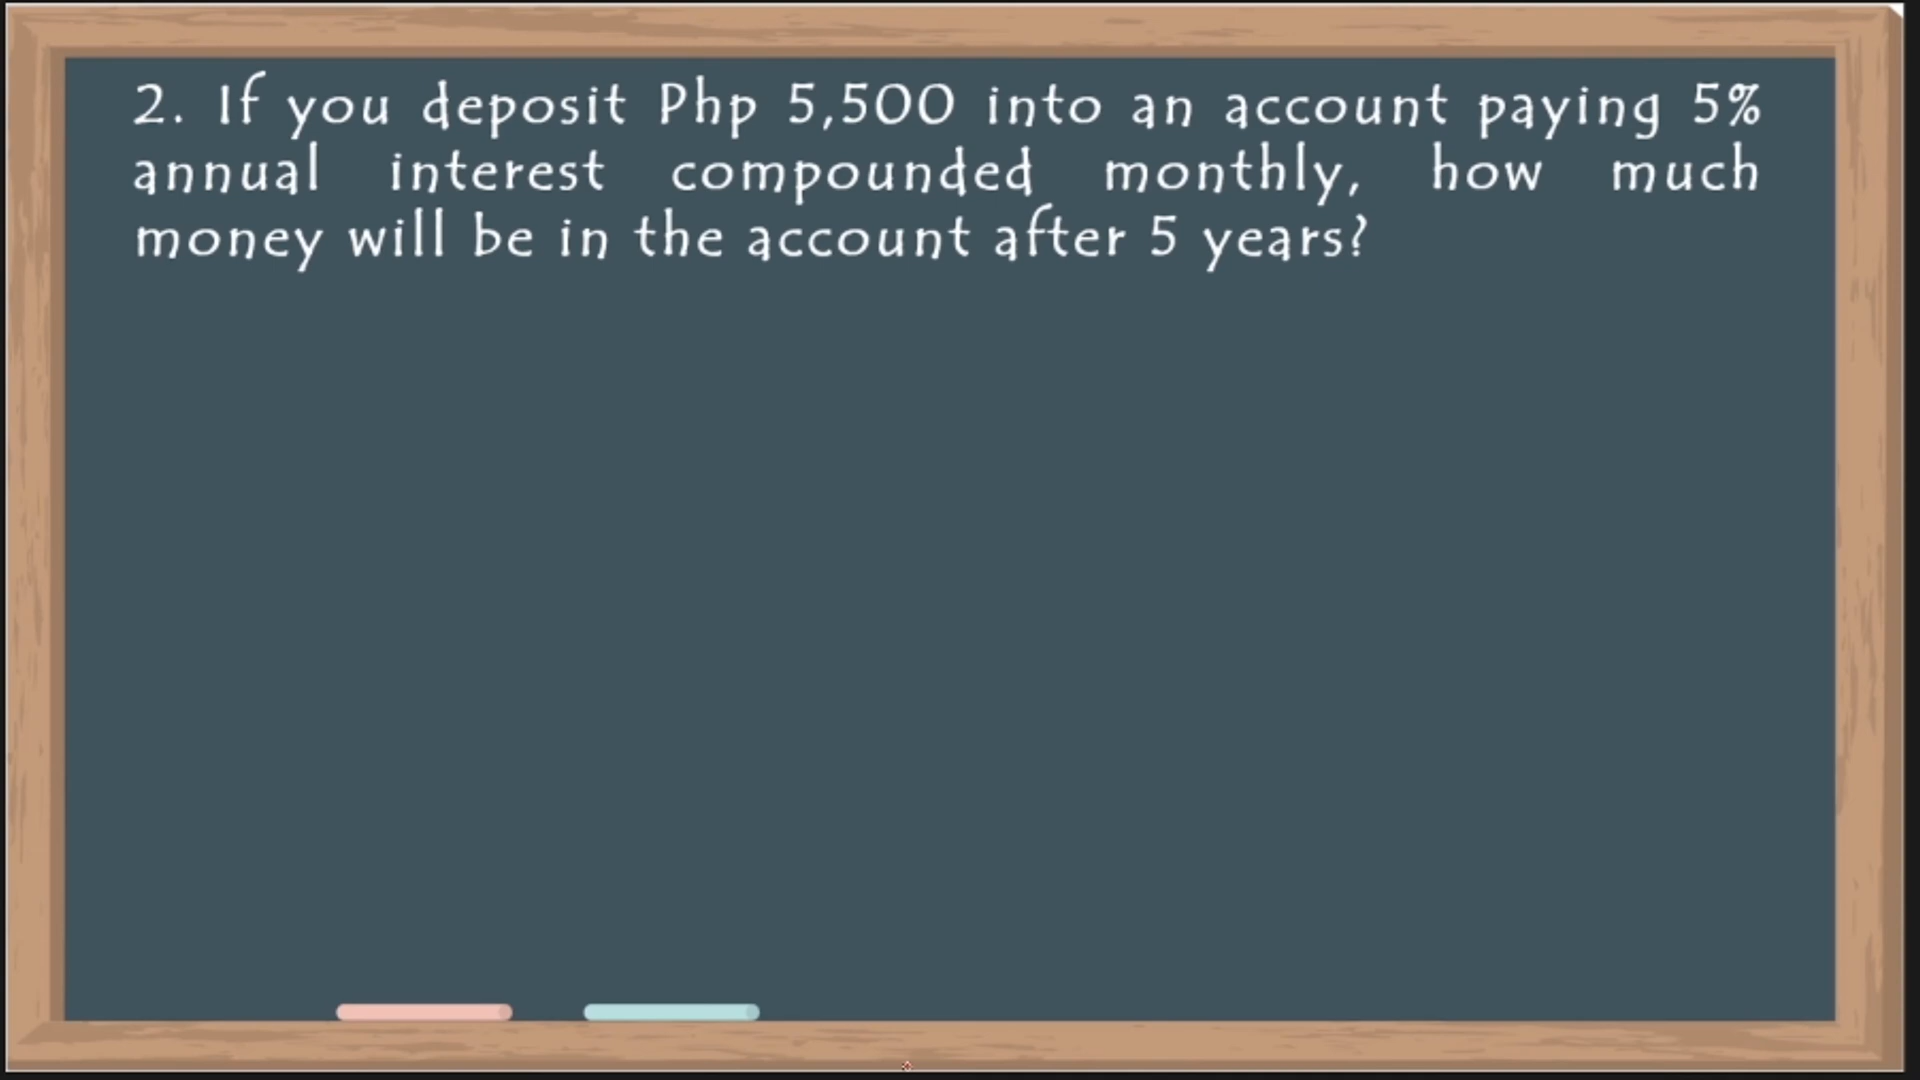 2. If you deposit Php 5,500 into an account paying 5%
annual interest compounded monthly, how much
money will be in the account after 5 years?